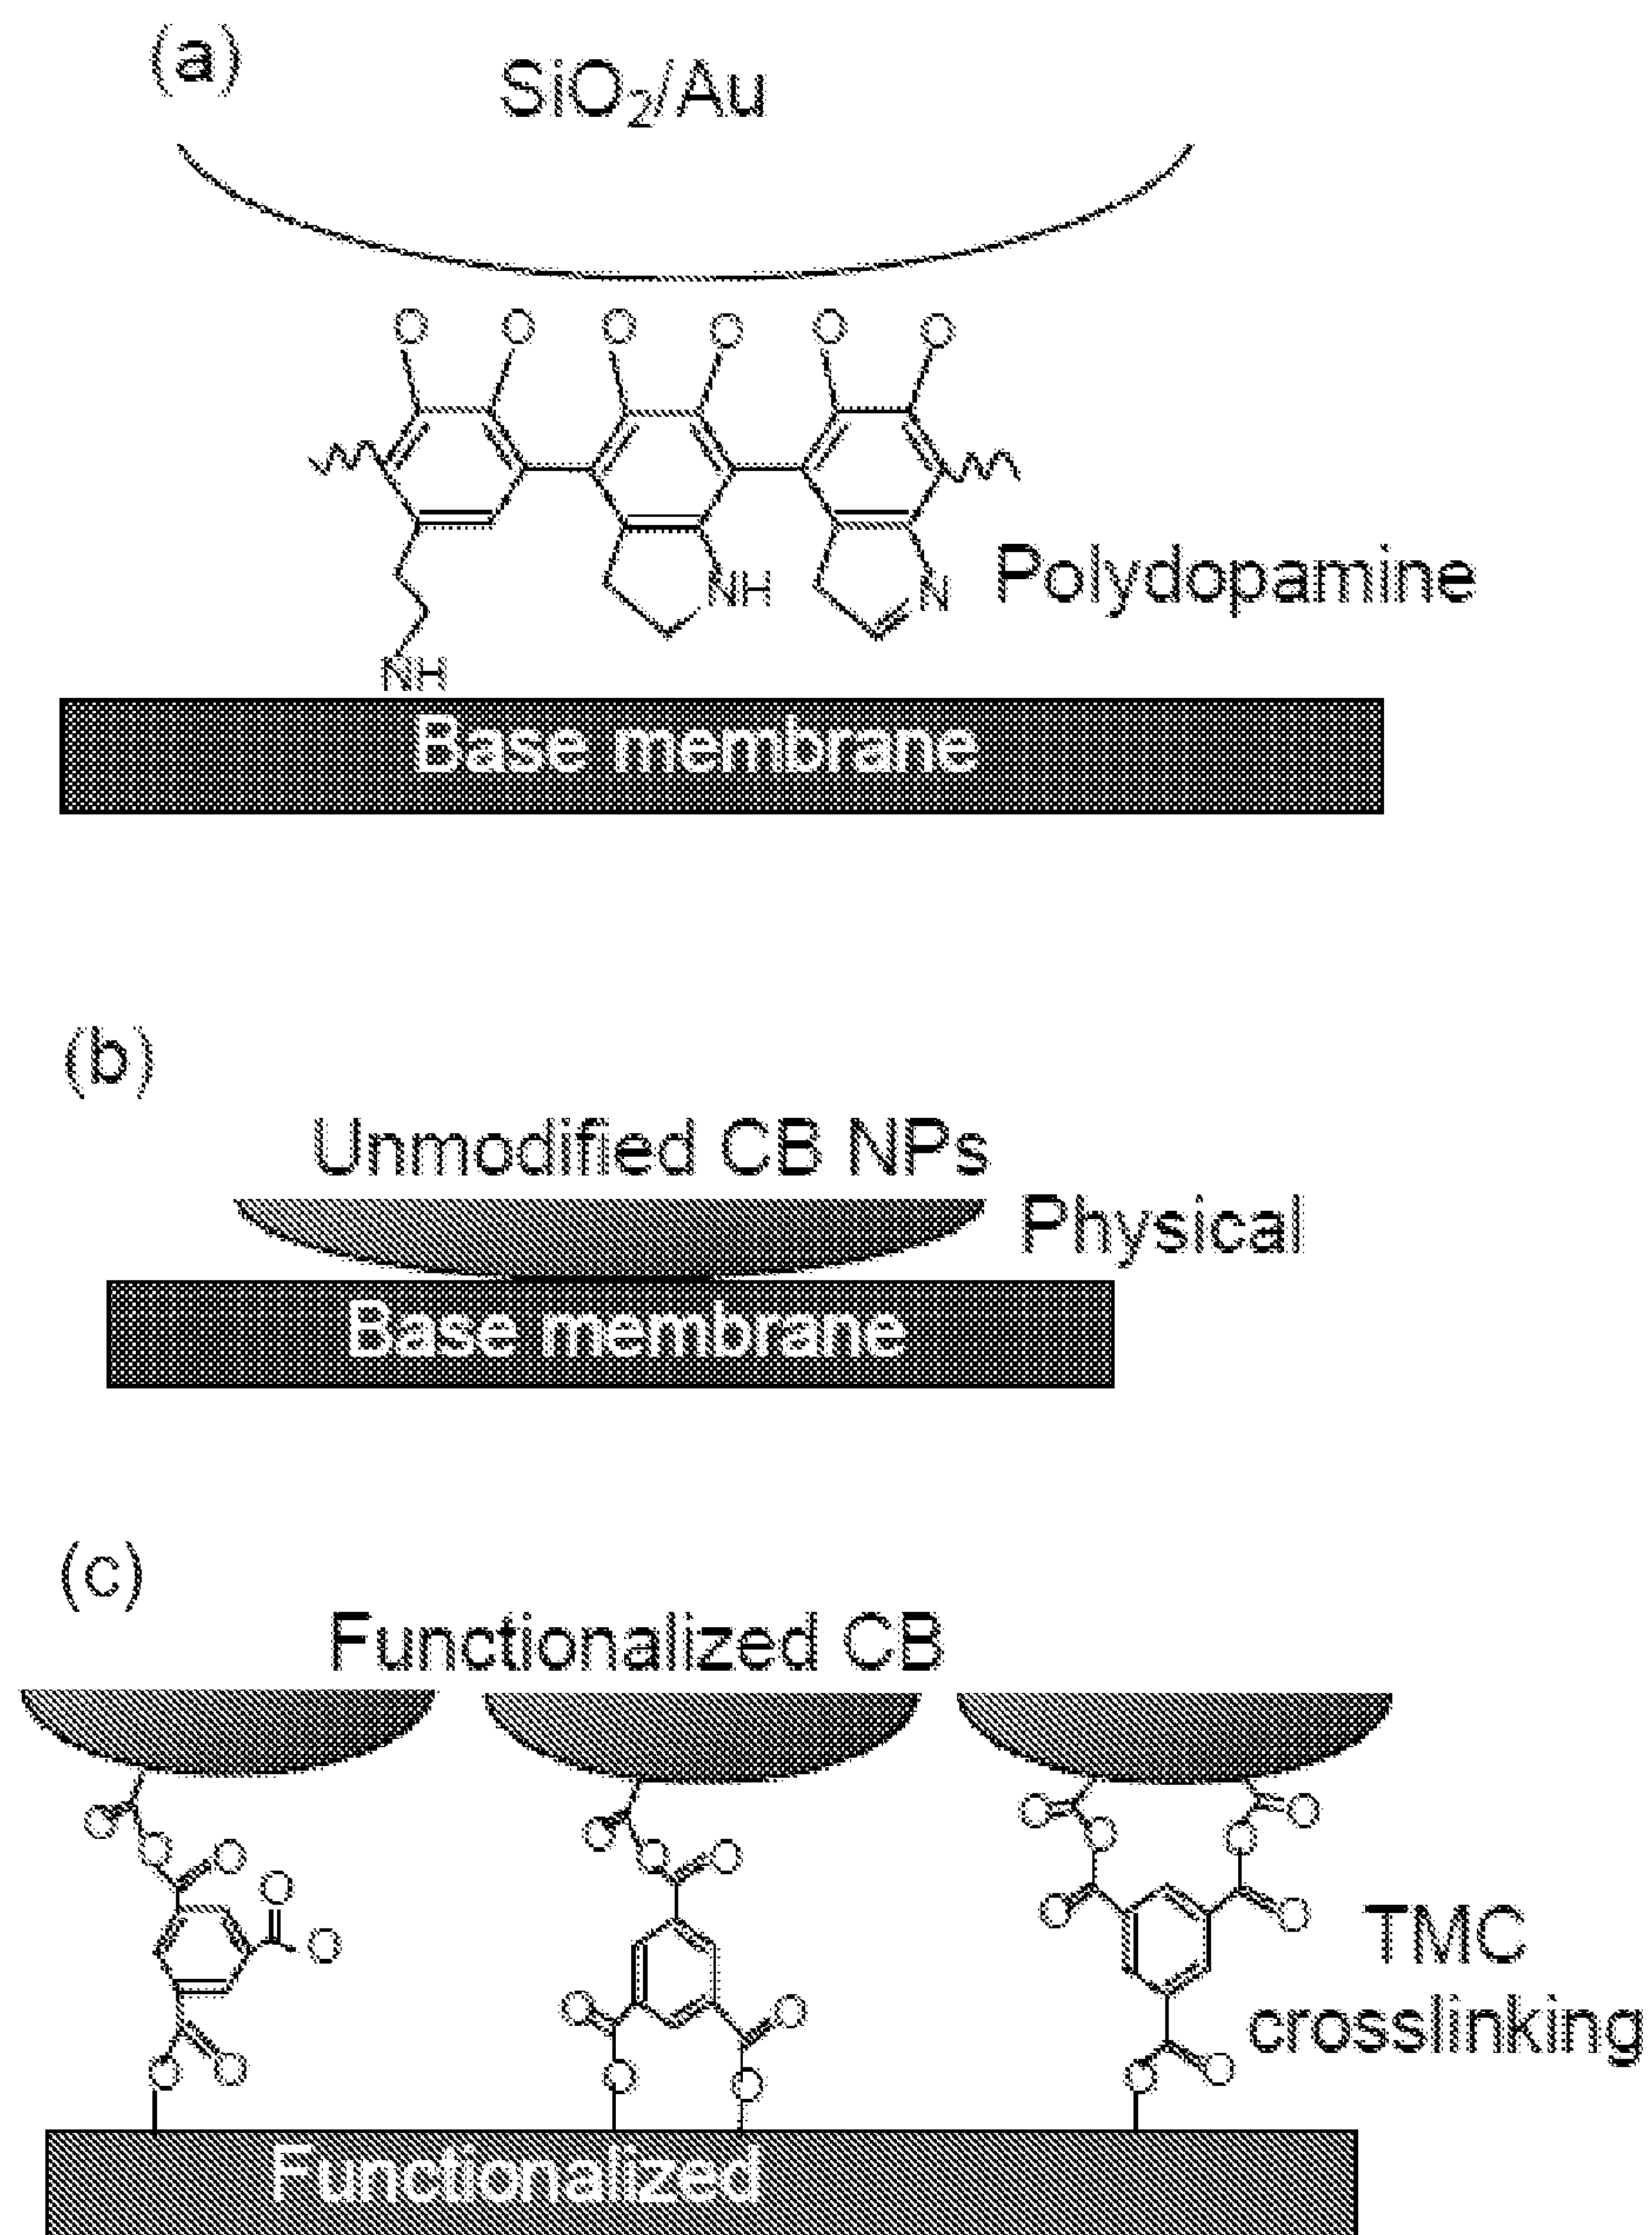 (a)
SiO₂/Au
O O O O O O
NH N Polydopamine
NH
Base membrane
(b)
Unmodified CB NPs
Physical
Base membrane
(c)
Functionalized CB
O O O O
O O O O O
O O O
O TMC
O O crosslinking
O O O O O O
Functionalized